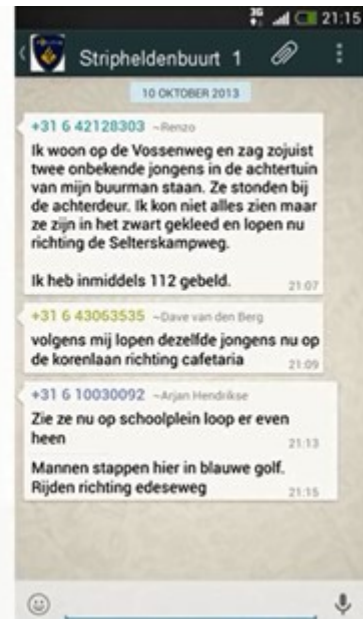 3G 21:15
Stripheldenbuurt 1
10 OKTOBER 2013
+31 6 42128303 ~Renzo
Ik woon op de Vossenweg en zag zojuist
twee onbekende jongens in de achtertuin
van mijn buurman staan. Ze stonden bij
de achterdeur. Ik kon niet alles zien maar
ze zijn in het zwart gekleed en lopen nu
richting de Selterskampweg.
Ik heb inmiddels 112 gebeld.
21:07
+31 6 43063535 ~Dave van den Berg
volgens mij lopen dezelfde jongens nu op
de korenlaan richting cafetaria
21:09
+31 6 10030092 ~Arjan Hendrikse
Zie ze nu op schoolplein loop er even
heen
21:13
Mannen stappen hier in blauwe golf.
Rijden richting edeseweg
21:15